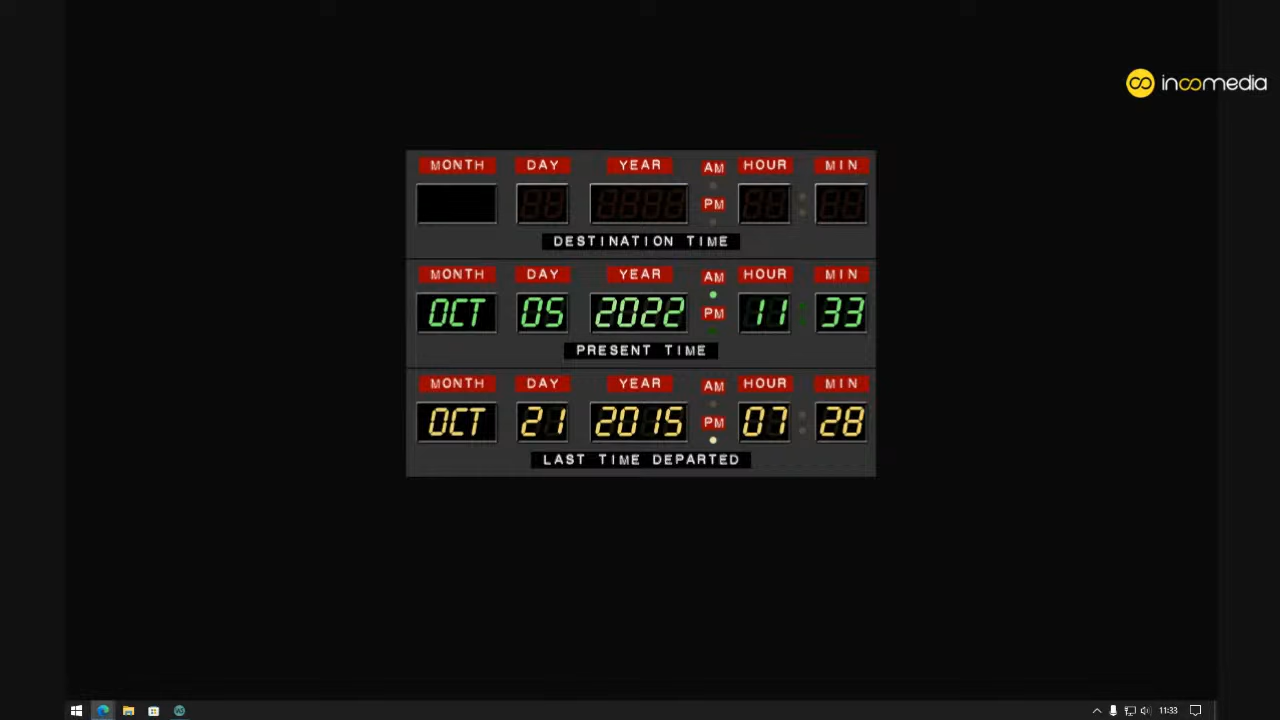 incomedia
MONTH DAY YEAR AM HOUR MIN
PM
DESTINATION TIME
MONTH DAY YEAR AM HOUR MIN
OCT 05 2022 PM 11 33
PRESENT TIME
MONTH DAY YEAR AM HOUR MIN
OCT 21 2015 PM 07 28
LAST TIME DEPARTED
11:33